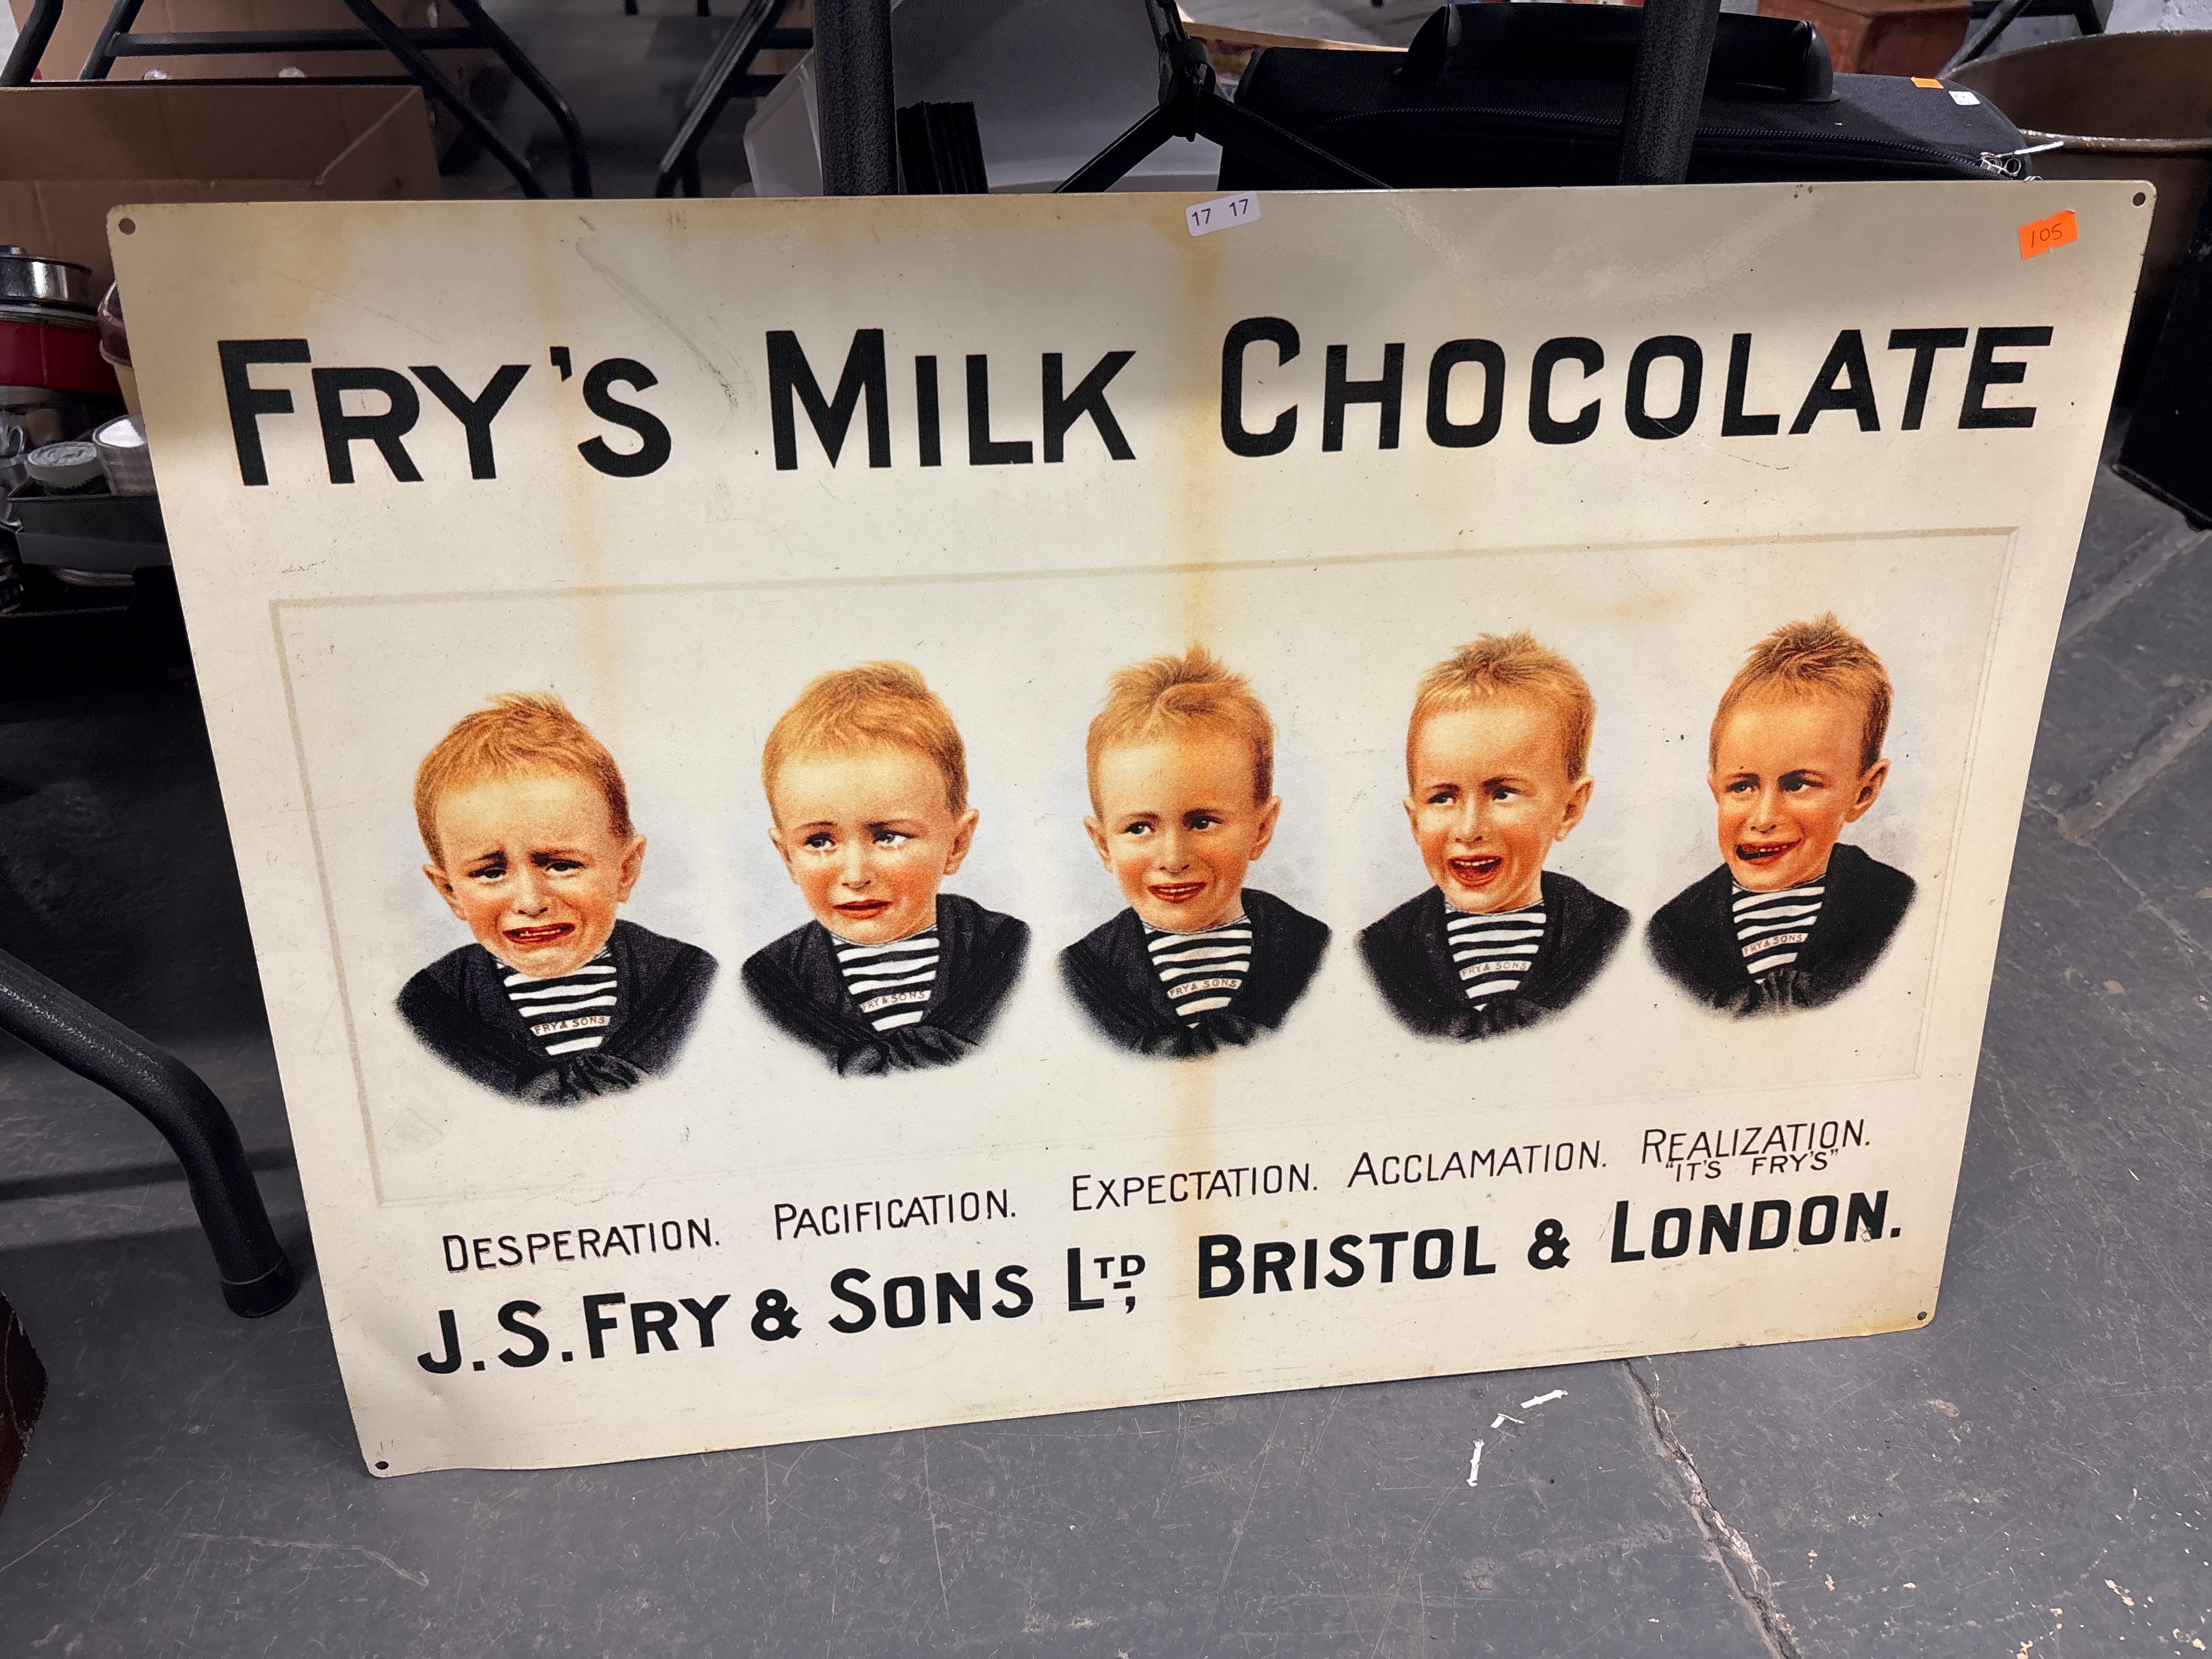 17 17
105
FRY'S MILK CHOCOLATE
FRY & SONS
FRY & SONS
FRY & SONS
FRY & SONS
FRY & SONS
DESPERATION. PACIFICATION. EXPECTATION. ACCLAMATION. REALIZATION.
"IT'S FRY'S"
J.S. FRY & SONS LTD, BRISTOL & LONDON.